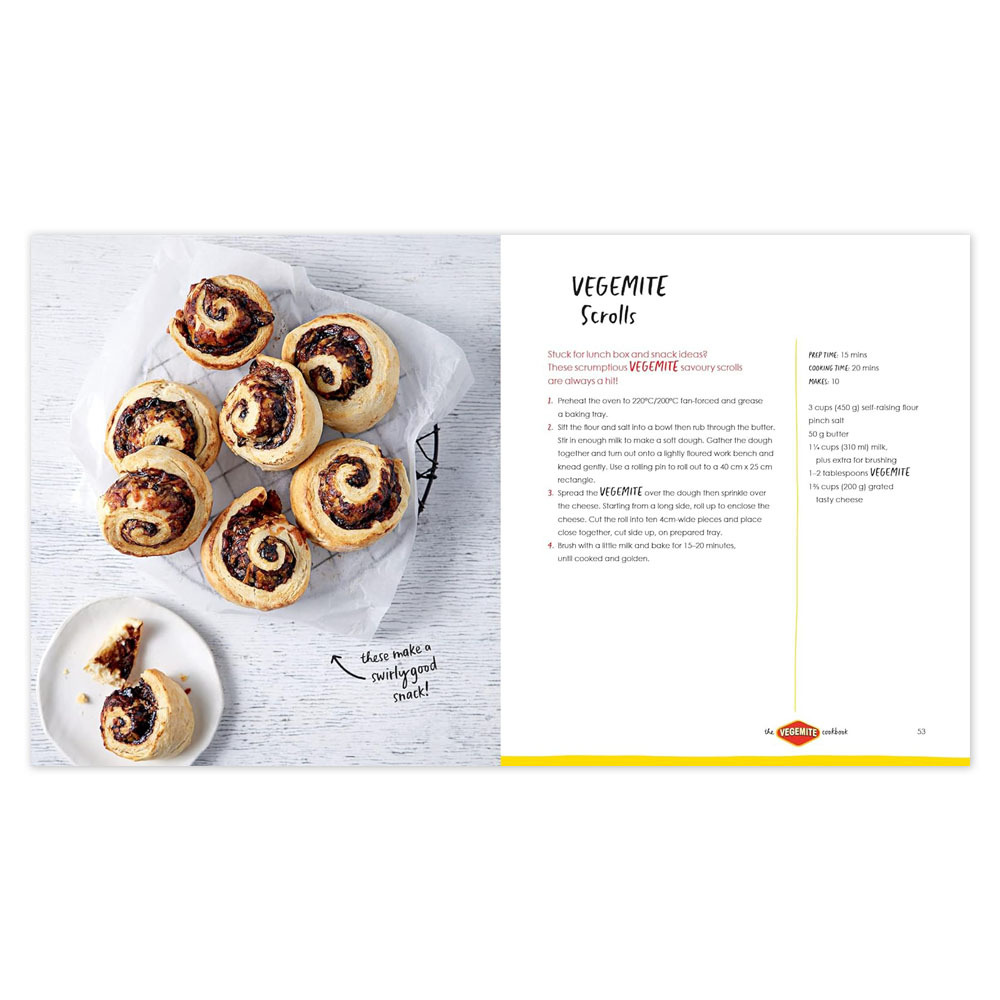 these make a
swirly-good
snack!
VEGEMITE
Scrolls
Stuck for lunch box and snack ideas?
These scrumptious VEGEMITE savoury scrolls
are always a hit!
1. Preheat the oven to 220°C/200°C fan-forced and grease
a baking tray.
2. Sift the flour and salt into a bowl then rub through the butter.
Stir in enough milk to make a soft dough. Gather the dough
together and turn out onto a lightly floured work bench and
knead gently. Use a rolling pin to roll out to a 40 cm x 25 cm
rectangle.
3. Spread the VEGEMITE over the dough then sprinkle over
the cheese. Starting from a long side, roll up to enclose the
cheese. Cut the roll into ten 4cm-wide pieces and place
close together, cut side up, on prepared tray.
4. Brush with a little milk and bake for 15–20 minutes,
until cooked and golden.
PREP TIME: 15 mins
COOKING TIME: 20 mins
MAKES: 10
3 cups (450 g) self-raising flour
pinch salt
50 g butter
1¼ cups (310 ml) milk,
plus extra for brushing
1–2 tablespoons VEGEMITE
1⅔ cups (200 g) grated
tasty cheese
the VEGEMITE cookbook 53